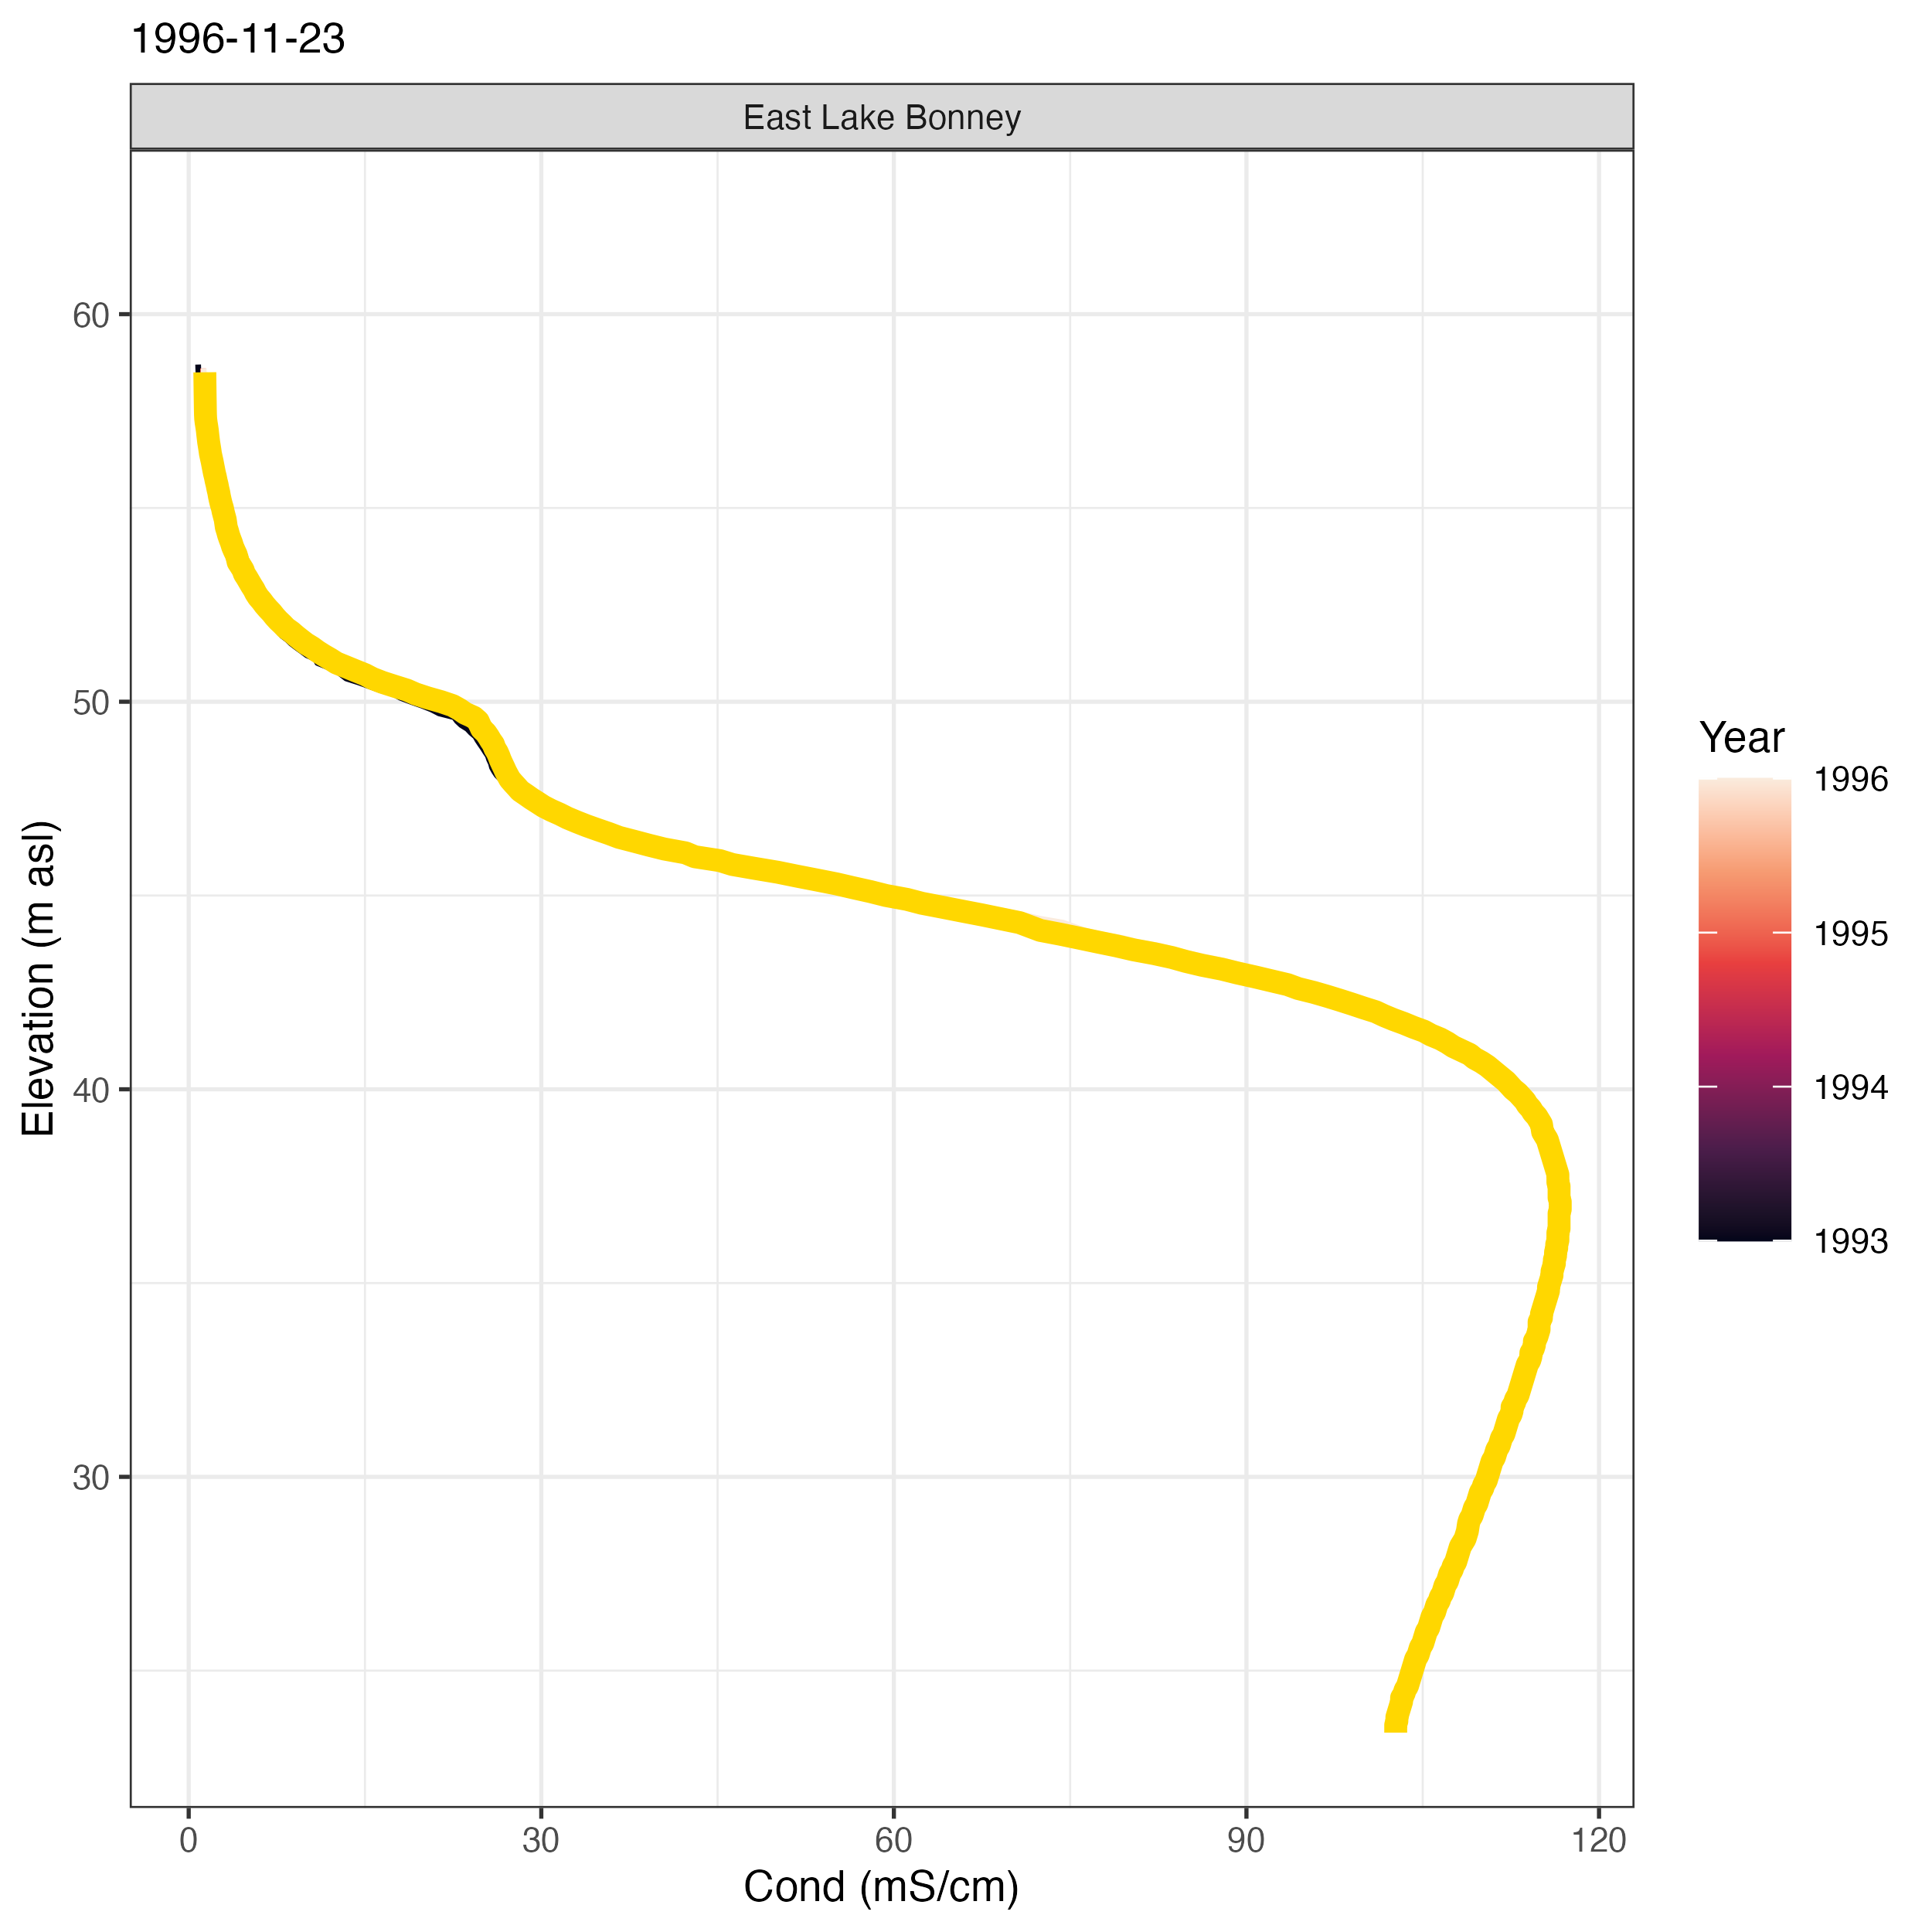 1996-11-23
East Lake Bonney
60
50
40
30
Elevation (m asl)
0 30 60 90 120
Cond (mS/cm)
Year
1996
1995
1994
1993